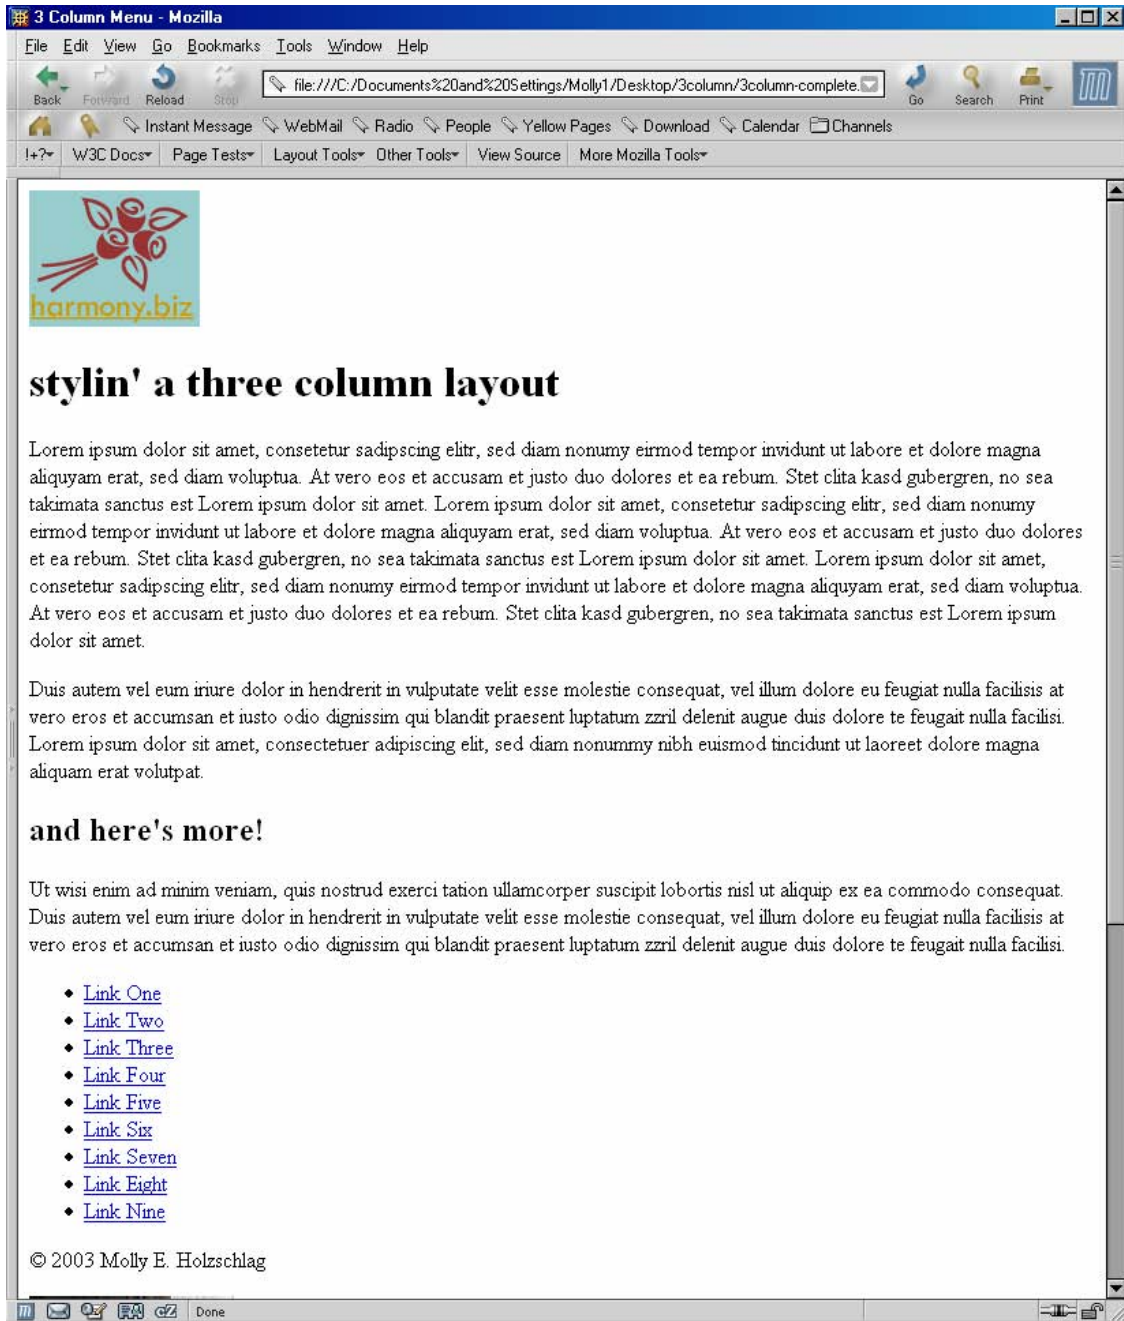 3 Column Menu - Mozilla
File Edit View Go Bookmarks Tools Window Help
Back Forward Reload Stop file:///C:/Documents%20and%20Settings/Molly1/Desktop/3column/3column-complete. Go Search Print
Instant Message WebMail Radio People Yellow Pages Download Calendar Channels
!+? W3C Docs Page Tests Layout Tools Other Tools View Source More Mozilla Tools
harmony.biz
stylin' a three column layout
Lorem ipsum dolor sit amet, consetetur sadipscing elitr, sed diam nonumy eirmod tempor invidunt ut labore et dolore magna
aliquyam erat, sed diam voluptua. At vero eos et accusam et justo duo dolores et ea rebum. Stet clita kasd gubergren, no sea
takimata sanctus est Lorem ipsum dolor sit amet. Lorem ipsum dolor sit amet, consetetur sadipscing elitr, sed diam nonumy
eirmod tempor invidunt ut labore et dolore magna aliquyam erat, sed diam voluptua. At vero eos et accusam et justo duo dolores
et ea rebum. Stet clita kasd gubergren, no sea takimata sanctus est Lorem ipsum dolor sit amet. Lorem ipsum dolor sit amet,
consetetur sadipscing elitr, sed diam nonumy eirmod tempor invidunt ut labore et dolore magna aliquyam erat, sed diam voluptua.
At vero eos et accusam et justo duo dolores et ea rebum. Stet clita kasd gubergren, no sea takimata sanctus est Lorem ipsum
dolor sit amet.
Duis autem vel eum iriure dolor in hendrerit in vulputate velit esse molestie consequat, vel illum dolore eu feugiat nulla facilisis at
vero eros et accumsan et iusto odio dignissim qui blandit praesent luptatum zzril delenit augue duis dolore te feugait nulla facilisi.
Lorem ipsum dolor sit amet, consectetuer adipiscing elit, sed diam nonummy nibh euismod tincidunt ut laoreet dolore magna
aliquam erat volutpat.
and here's more!
Ut wisi enim ad minim veniam, quis nostrud exerci tation ullamcorper suscipit lobortis nisl ut aliquip ex ea commodo consequat.
Duis autem vel eum iriure dolor in hendrerit in vulputate velit esse molestie consequat, vel illum dolore eu feugiat nulla facilisis at
vero eros et accumsan et iusto odio dignissim qui blandit praesent luptatum zzril delenit augue duis dolore te feugait nulla facilisi.
Link One
Link Two
Link Three
Link Four
Link Five
Link Six
Link Seven
Link Eight
Link Nine
© 2003 Molly E. Holzschlag
Done